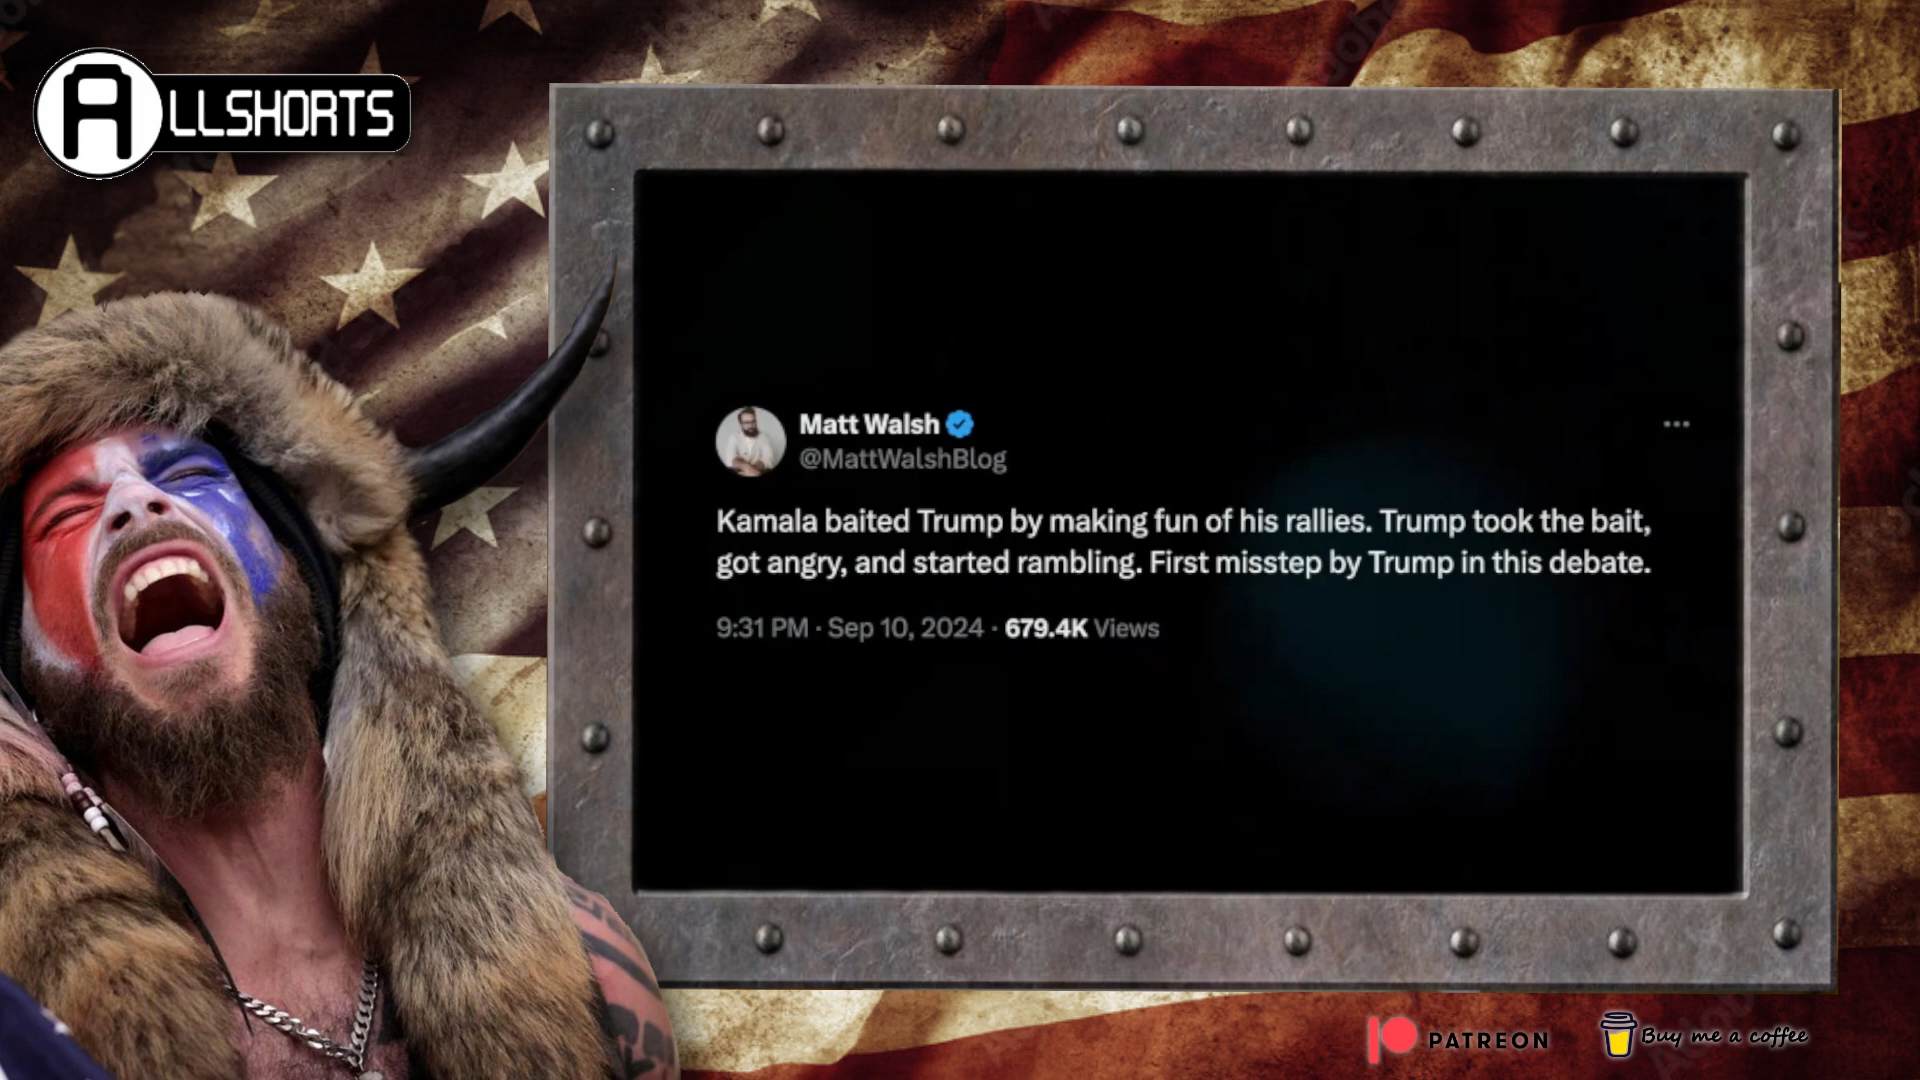 ALLSHORTS
Matt Walsh
@MattWalshBlog
Kamala baited Trump by making fun of his rallies. Trump took the bait,
got angry, and started rambling. First misstep by Trump in this debate.
9:31 PM · Sep 10, 2024 · 679.4K Views
PATREON
Buy me a coffee